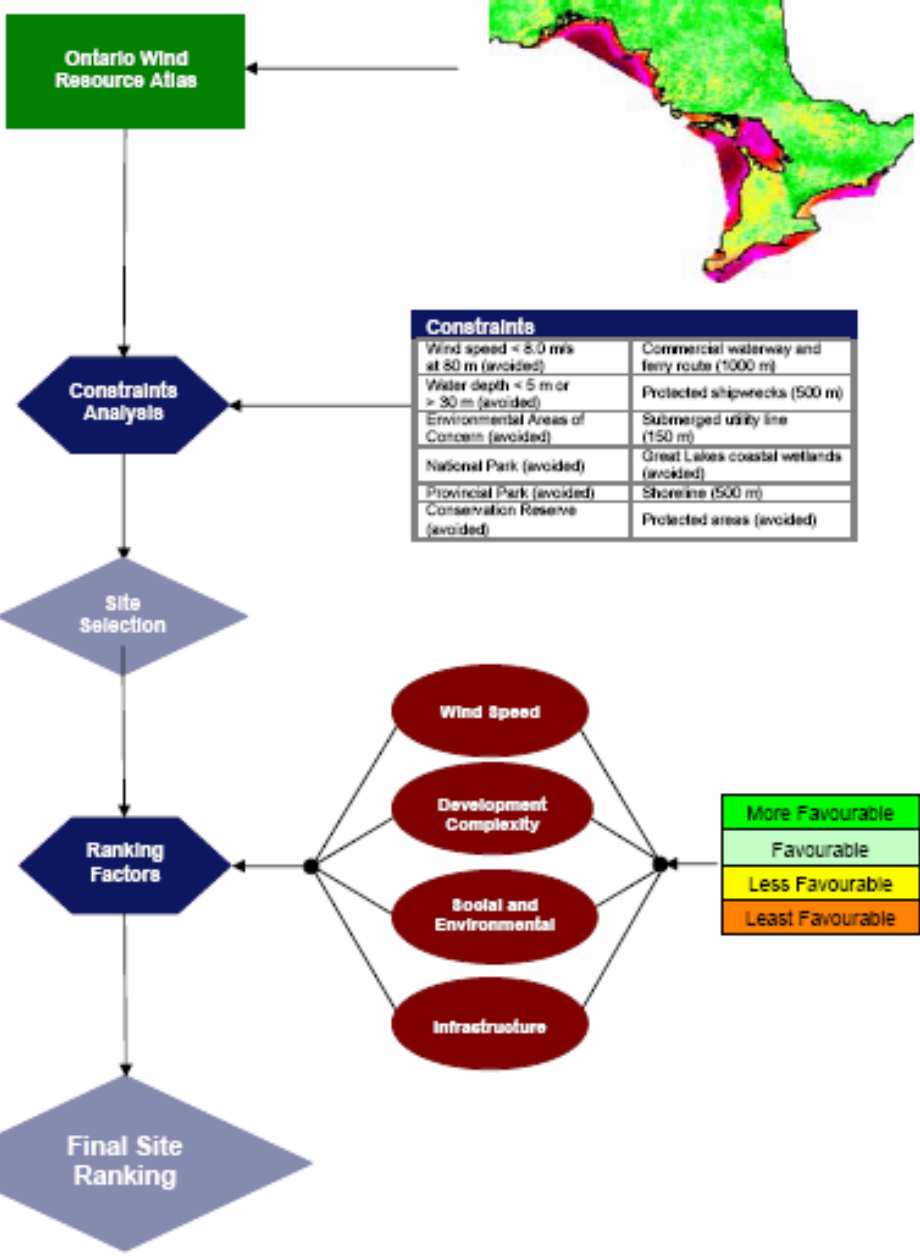 Ontario Wind
Resource Atlas
Constraints
Wind speed < 8.0 m/s
at 80 m (avoided)
Commercial waterway and
ferry route (1000 m)
Water depth < 5 m or
> 30 m (avoided)
Protected shipwrecks (500 m)
Environmental Areas of
Concern (avoided)
Submerged utility line
(150 m)
National Park (avoided)
Great Lakes coastal wetlands
(avoided)
Provincial Park (avoided)
Shoreline (500 m)
Conservation Reserve
(avoided)
Protected areas (avoided)
Constraints
Analysis
Site
Selection
Wind Speed
Development
Complexity
Social and
Environmental
Infrastructure
More Favourable
Favourable
Less Favourable
Least Favourable
Ranking
Factors
Final Site
Ranking